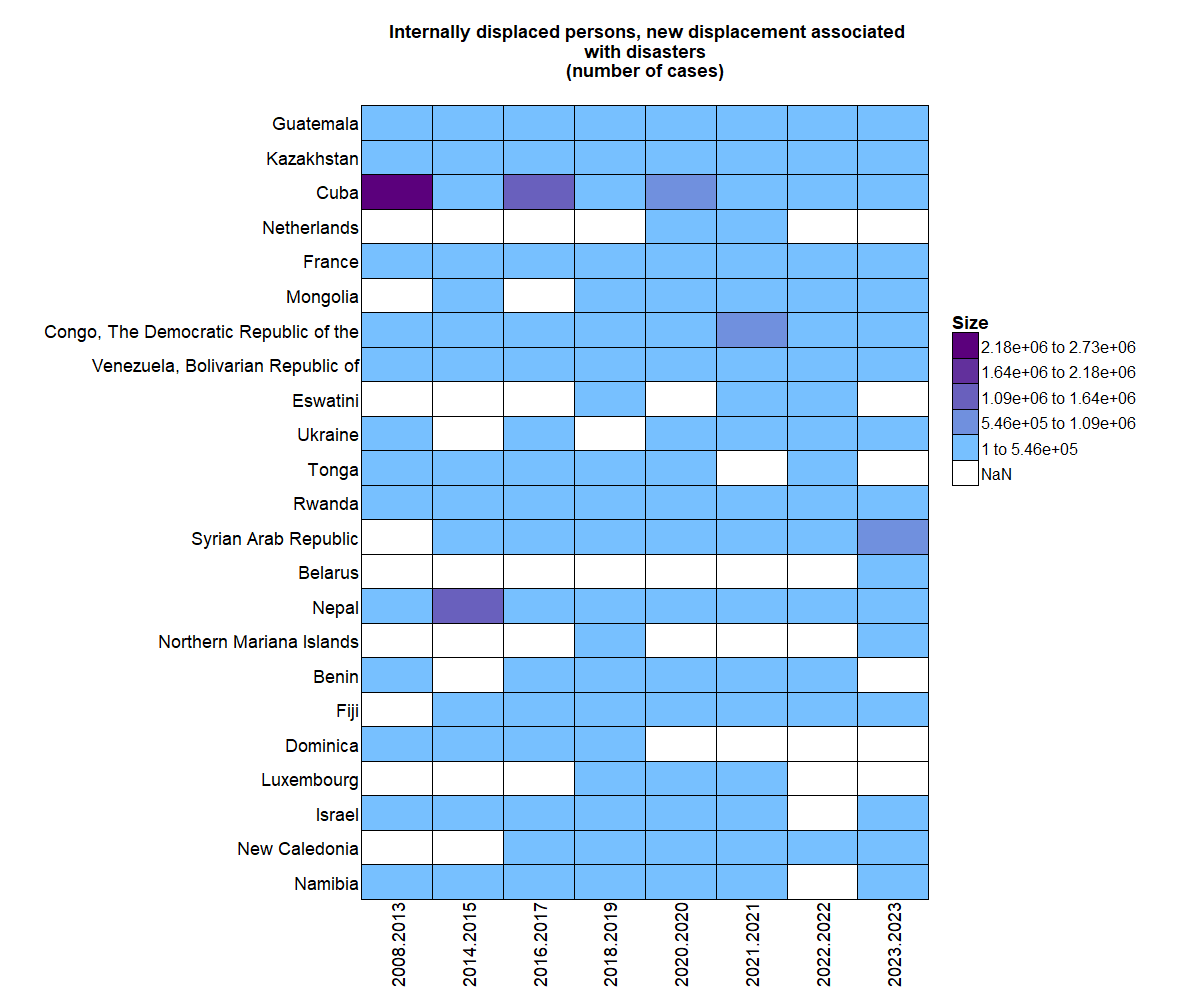 Internally displaced persons, new displacement associated
with disasters
(number of cases)
Guatemala
Kazakhstan
Cuba
Netherlands
France
Mongolia
Congo, The Democratic Republic of the
Venezuela, Bolivarian Republic of
Eswatini
Ukraine
Tonga
Rwanda
Syrian Arab Republic
Belarus
Nepal
Northern Mariana Islands
Benin
Fiji
Dominica
Luxembourg
Israel
New Caledonia
Namibia
2008.2013
2014.2015
2016.2017
2018.2019
2020.2020
2021.2021
2022.2022
2023.2023
Size
2.18e+06 to 2.73e+06
1.64e+06 to 2.18e+06
1.09e+06 to 1.64e+06
5.46e+05 to 1.09e+06
1 to 5.46e+05
NaN